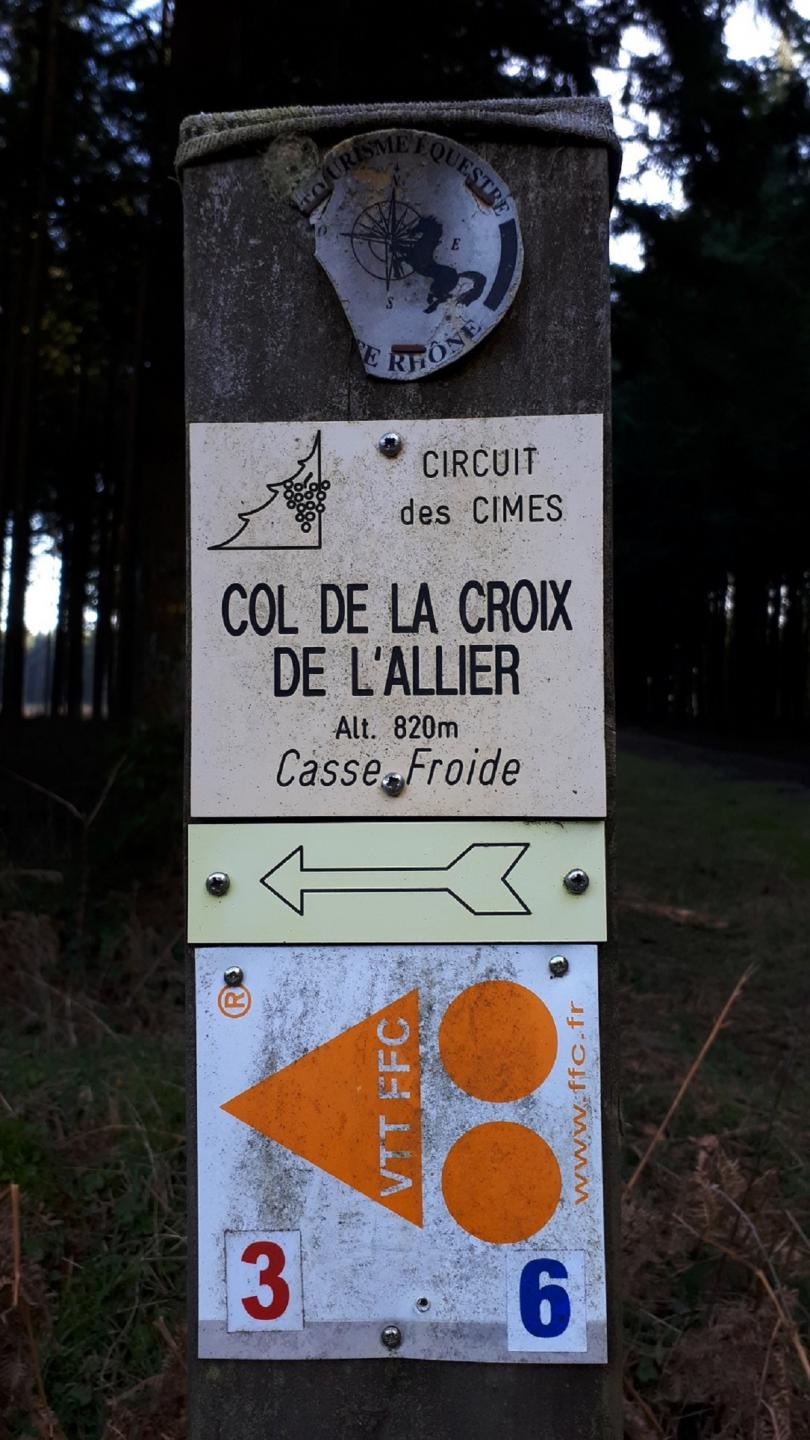 TOURISME EQUESTRE
N
O
E
S
RHÔNE
CIRCUIT
des CIMES
COL DE LA CROIX
DE L'ALLIER
Alt. 820m
Casse Froide
®
VTT FFC
www.ffc.fr
3
6